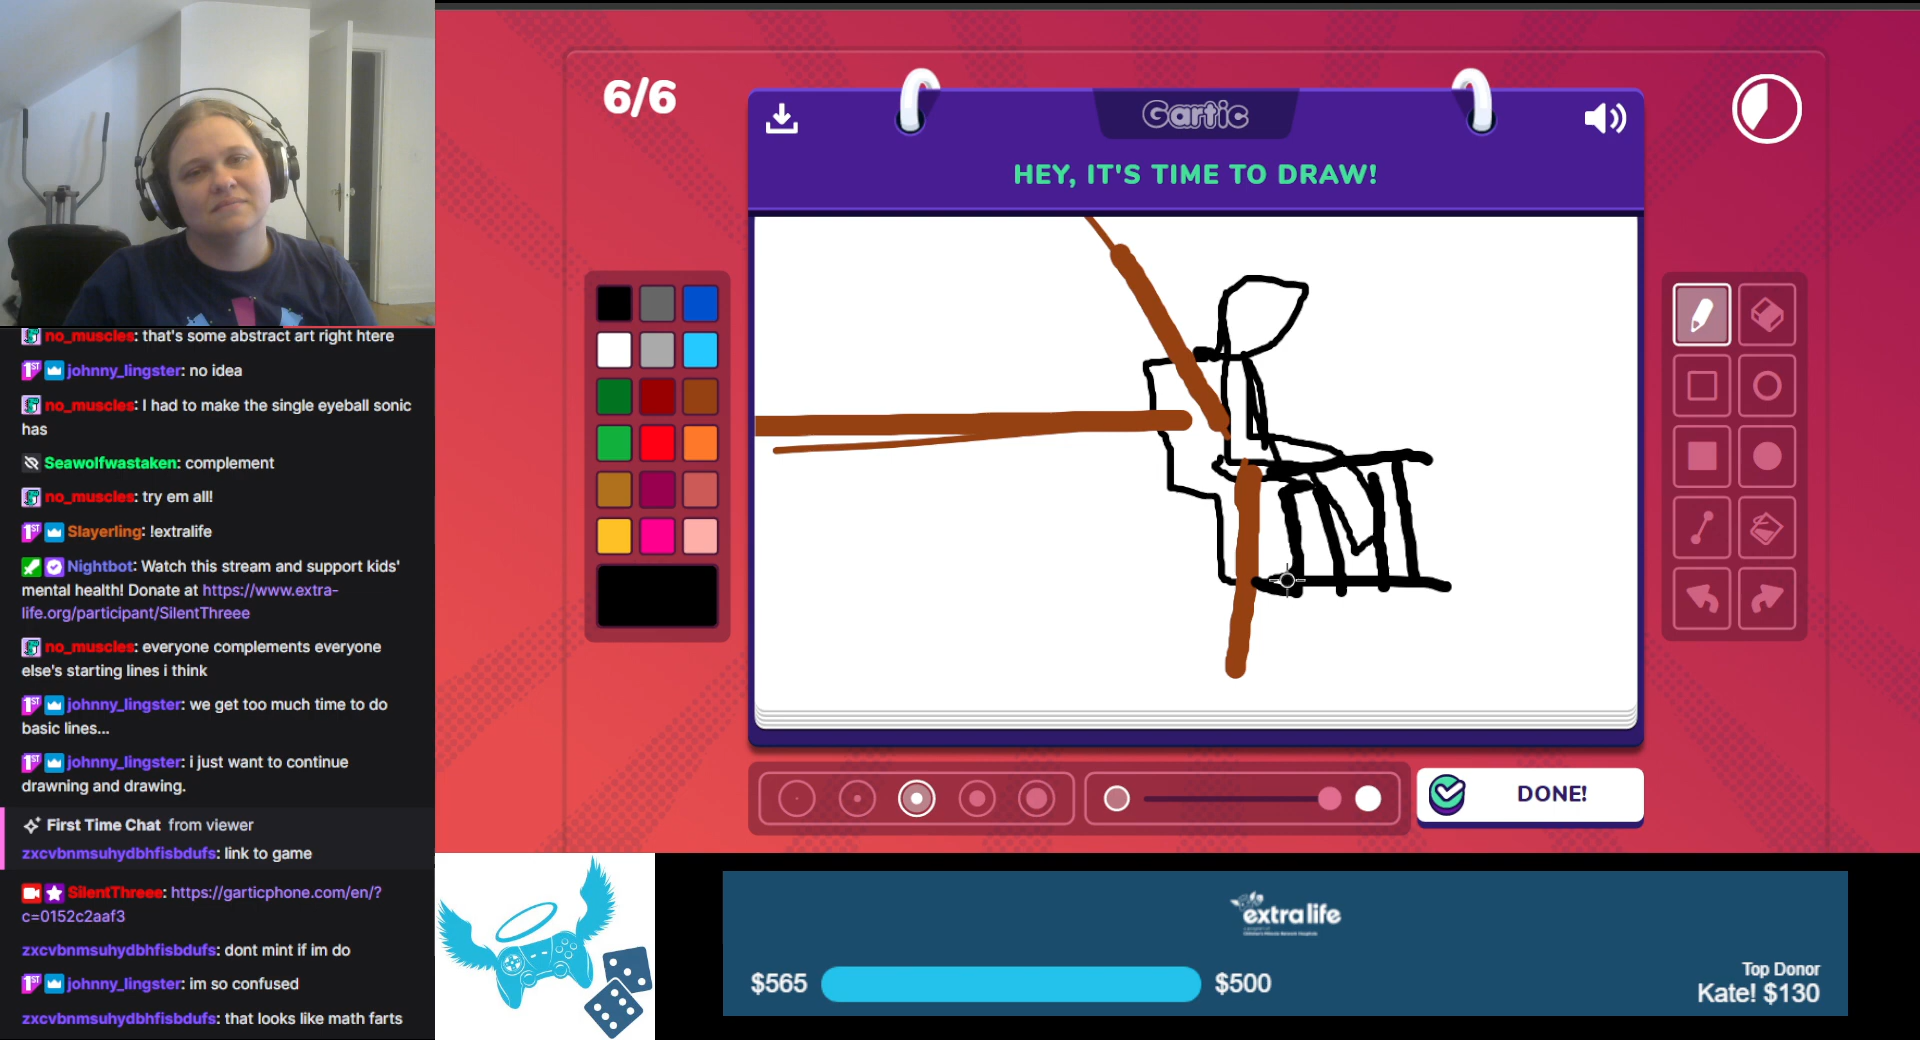 no_muscles: that's some abstract art right htere
johnny_lingster: no idea
no_muscles: I had to make the single eyeball sonic
has
Seawolfwastaken: complement
no_muscles: try em all!
Slayerling: !extralife
Nightbot: Watch this stream and support kids'
mental health! Donate at https://www.extra-
life.org/participant/SilentThreee
no_muscles: everyone complements everyone
else's starting lines i think
johnny_lingster: we get too much time to do
basic lines...
johnny_lingster: i just want to continue
drawning and drawing.
First Time Chat from viewer
zxcvbnmsuhydbhfisbdufs: link to game
SilentThreee: https://garticphone.com/en/?
c=0152c2aaf3
zxcvbnmsuhydbhfisbdufs: dont mint if im do
johnny_lingster: im so confused
zxcvbnmsuhydbhfisbdufs: that looks like math farts
6/6
Gartic
HEY, IT'S TIME TO DRAW!
DONE!
extralife
$565
$500
Top Donor
Kate! $130